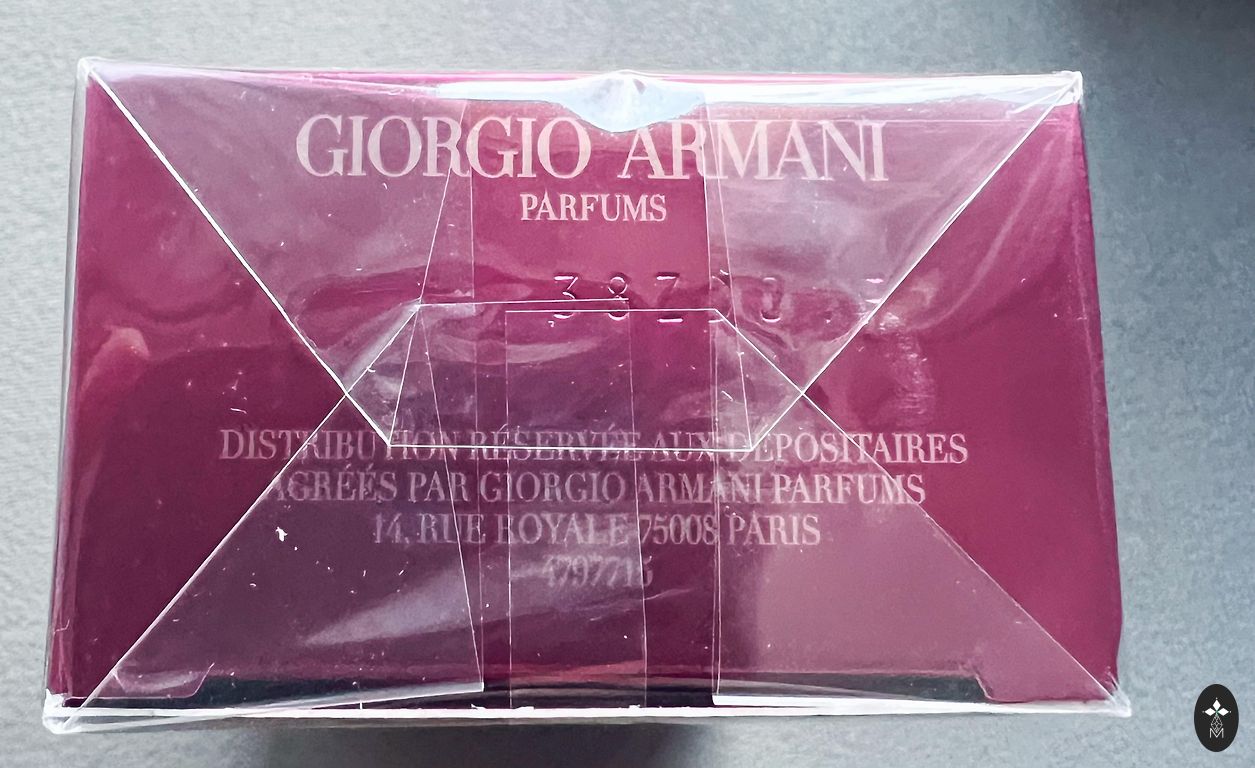 GIORGIO ARMANI
PARFUMS
DISTRIBUTION RÉSERVÉE AUX DÉPOSITAIRES
AGRÉÉS PAR GIORGIO ARMANI PARFUMS
14, RUE ROYALE 75008 PARIS